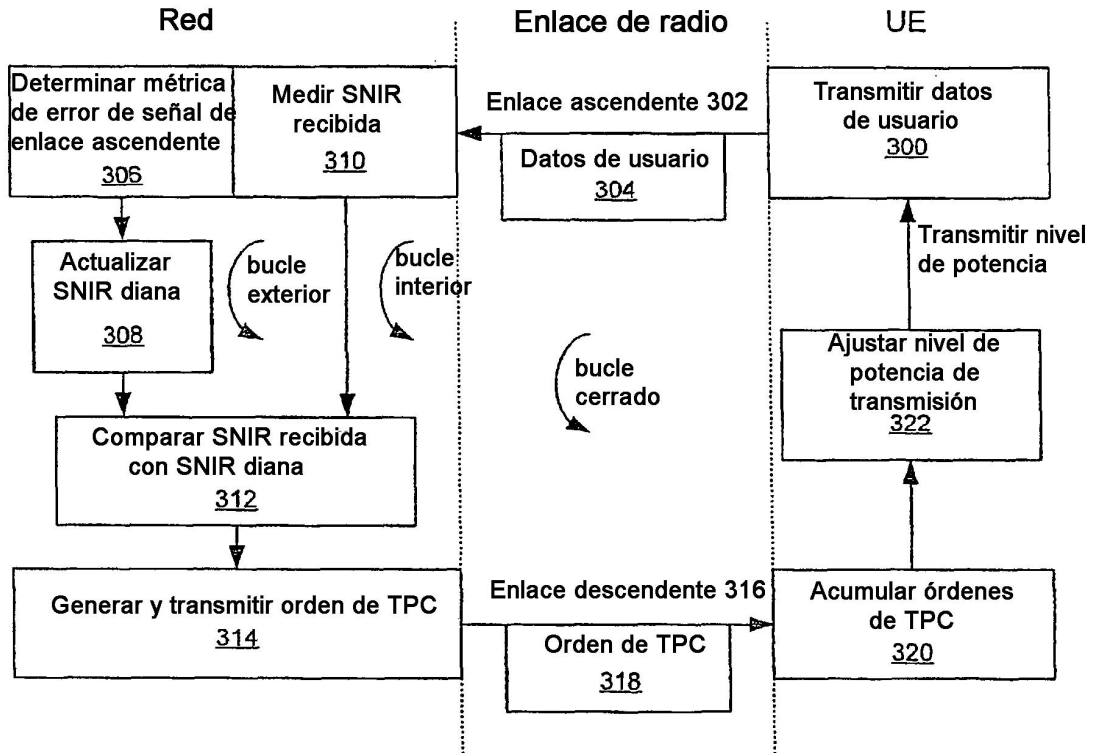 Red
Enlace de radio
UE
Determinar métrica
de error de señal de
enlace ascendente
306
Medir SNIR
recibida
310
Enlace ascendente 302
Datos de usuario
304
Transmitir datos
de usuario
300
Actualizar
SNIR diana
308
bucle
exterior
bucle
interior
bucle
cerrado
Transmitir nivel
de potencia
Ajustar nivel de
potencia de
transmisión
322
Comparar SNIR recibida
con SNIR diana
312
Generar y transmitir orden de TPC
314
Enlace descendente 316
Orden de TPC
318
Acumular órdenes
de TPC
320